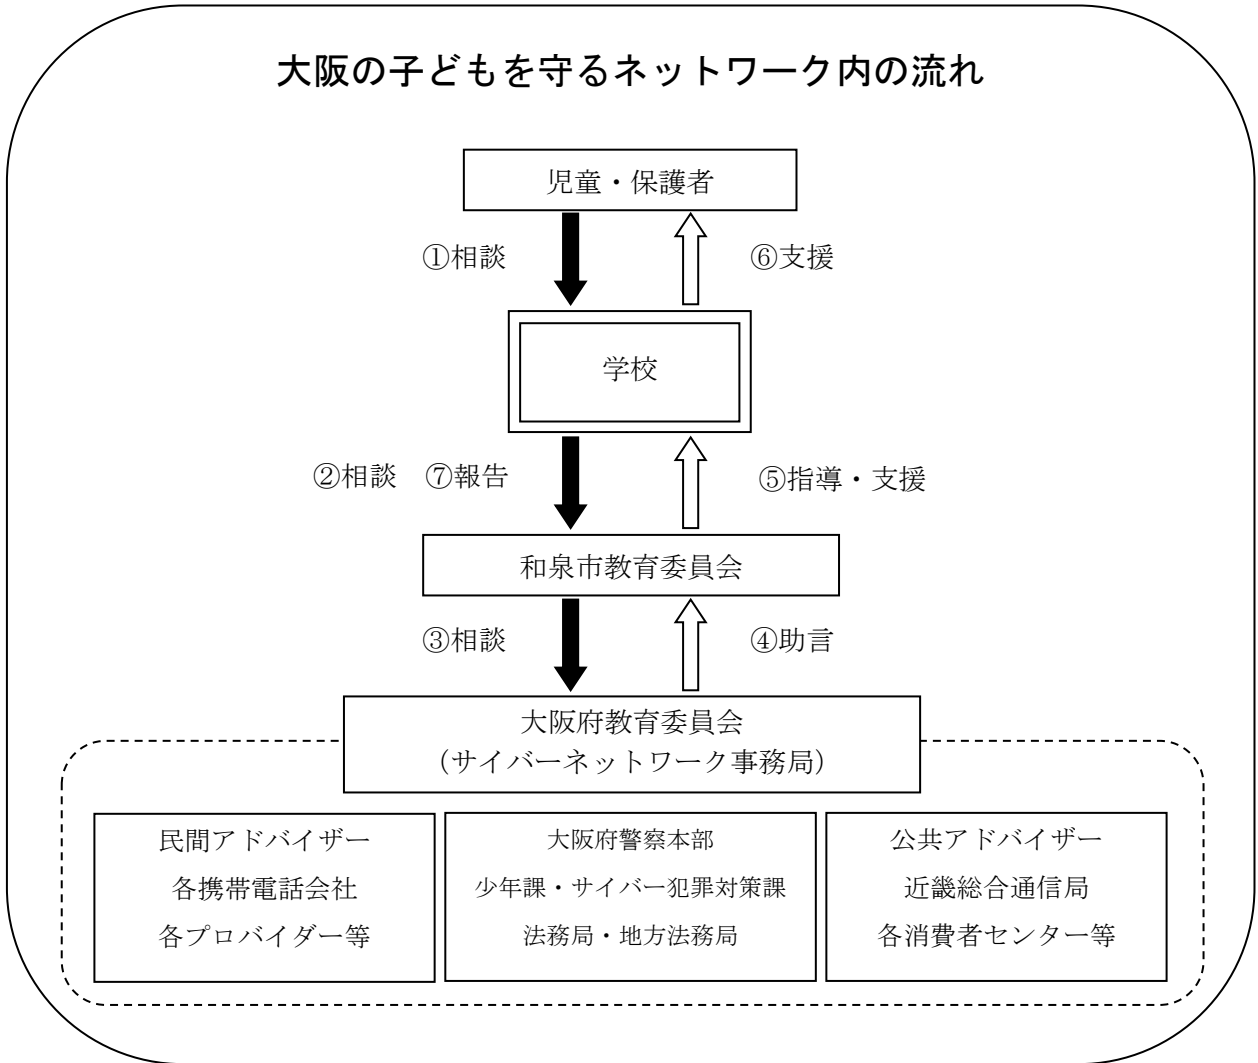 大阪の子どもを守るネットワーク内の流れ
児童・保護者
①相談
⑥支援
学校
②相談　⑦報告
⑤指導・支援
和泉市教育委員会
③相談
④助言
大阪府教育委員会
（サイバーネットワーク事務局）
民間アドバイザー
各携帯電話会社
各プロバイダー等
大阪府警察本部
少年課・サイバー犯罪対策課
法務局・地方法務局
公共アドバイザー
近畿総合通信局
各消費者センター等